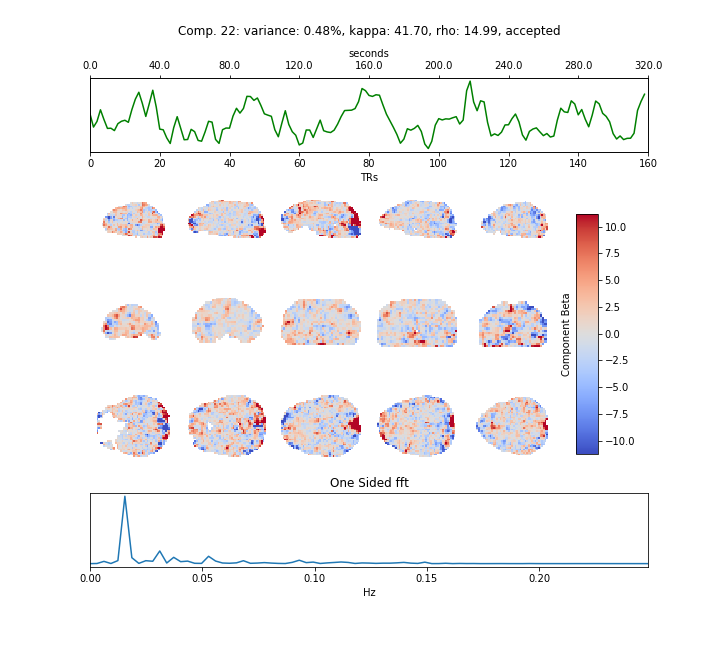 Comp. 22: variance: 0.48%, kappa: 41.70, rho: 14.99, accepted
seconds
0.0 40.0 80.0 120.0 160.0 200.0 240.0 280.0 320.0
0 20 40 60 80 100 120 140 160
TRs
10.0
7.5
5.0
2.5
0.0
−2.5
−5.0
−7.5
−10.0
Component Beta
One Sided fft
0.00 0.05 0.10 0.15 0.20
Hz